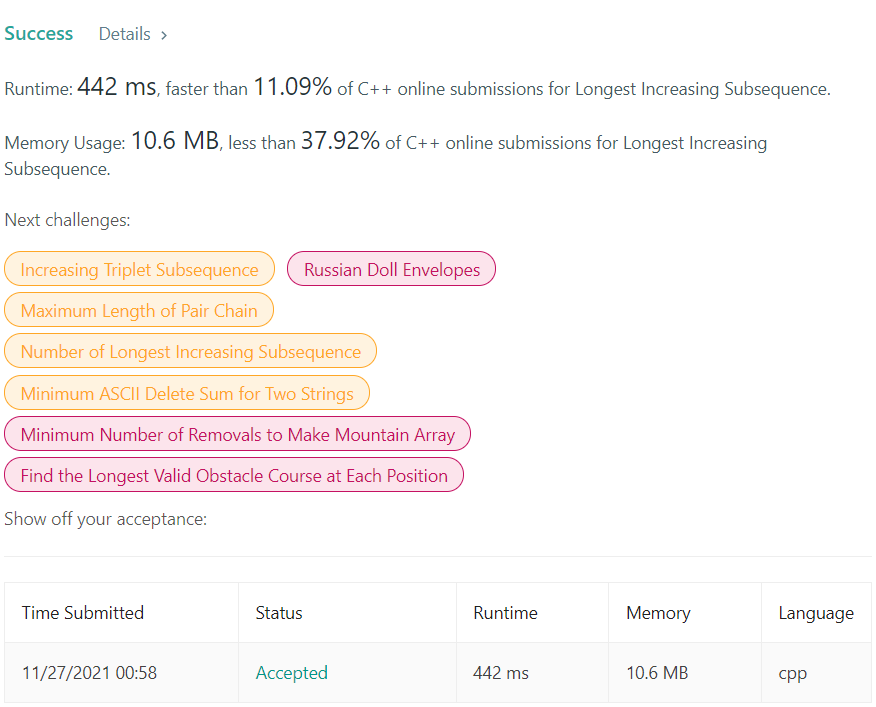 Success Details >
Runtime: 442 ms, faster than 11.09% of C++ online submissions for Longest Increasing Subsequence.
Memory Usage: 10.6 MB, less than 37.92% of C++ online submissions for Longest Increasing
Subsequence.
Next challenges:
Increasing Triplet Subsequence Russian Doll Envelopes
Maximum Length of Pair Chain
Number of Longest Increasing Subsequence
Minimum ASCII Delete Sum for Two Strings
Minimum Number of Removals to Make Mountain Array
Find the Longest Valid Obstacle Course at Each Position
Show off your acceptance:
Time Submitted Status Runtime Memory Language
11/27/2021 00:58 Accepted 442 ms 10.6 MB cpp